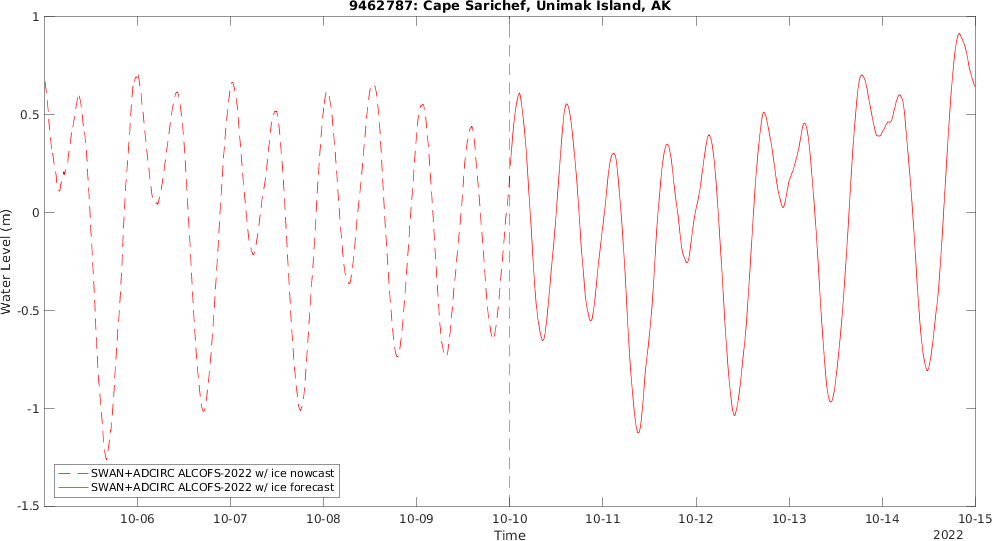 9462787: Cape Sarichef, Unimak Island, AK
1
0.5
0
-0.5
-1
-1.5
Water Level (m)
SWAN+ADCIRC ALCOFS-2022 w/ ice nowcast
SWAN+ADCIRC ALCOFS-2022 w/ ice forecast
10-06 10-07 10-08 10-09 10-10 10-11 10-12 10-13 10-14 10-15
Time
2022